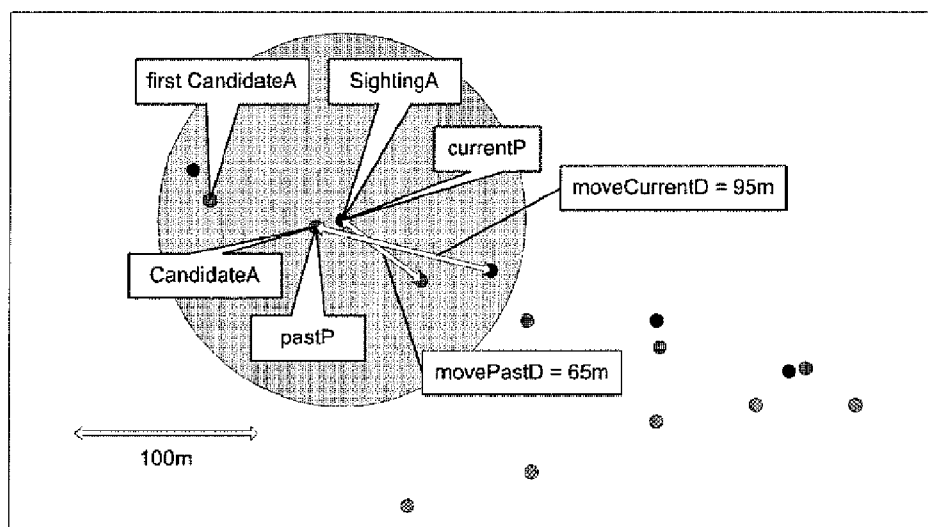 first CandidateA
SightingA
currentP
moveCurrentD = 95m
CandidateA
pastP
movePastD = 65m
100m